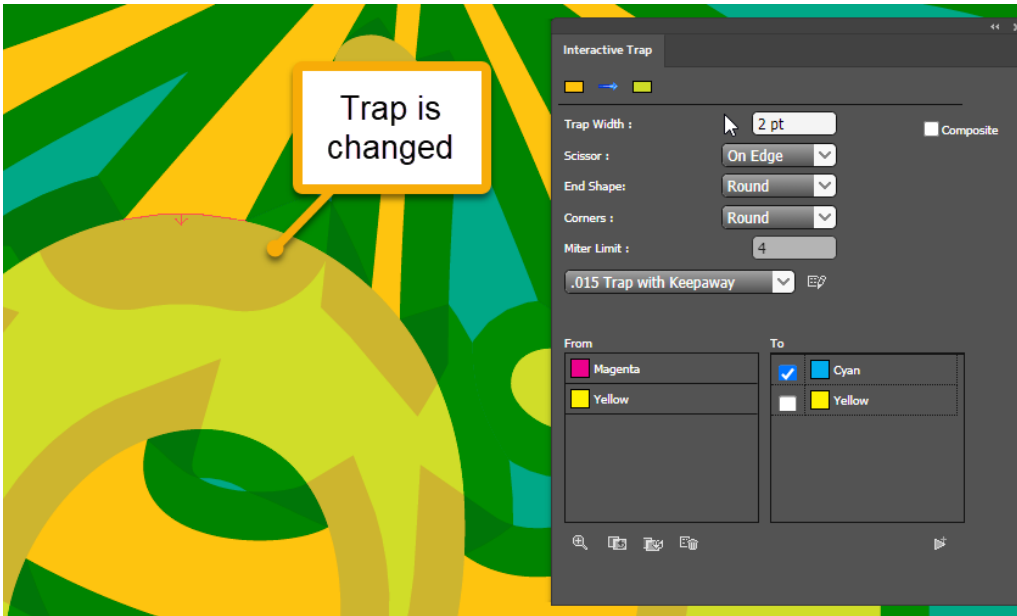 Trap is
changed
Interactive Trap
Trap Width :
2 pt
Composite
Scissor :
On Edge
End Shape:
Round
Corners :
Round
Miter Limit :
4
.015 Trap with Keepaway
From
To
Magenta
Cyan
Yellow
Yellow